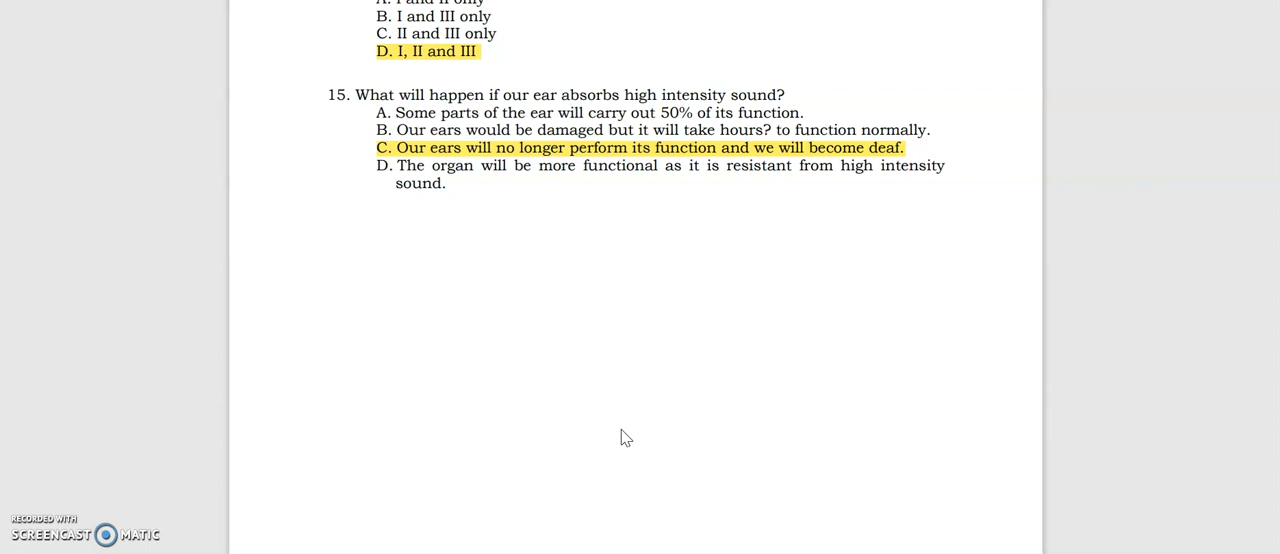 A. I and II only
B. I and III only
C. II and III only
D. I, II and III
15. What will happen if our ear absorbs high intensity sound?
A. Some parts of the ear will carry out 50% of its function.
B. Our ears would be damaged but it will take hours? to function normally.
C. Our ears will no longer perform its function and we will become deaf.
D. The organ will be more functional as it is resistant from high intensity
sound.
RECORDED WITH
SCREENCAST MATIC